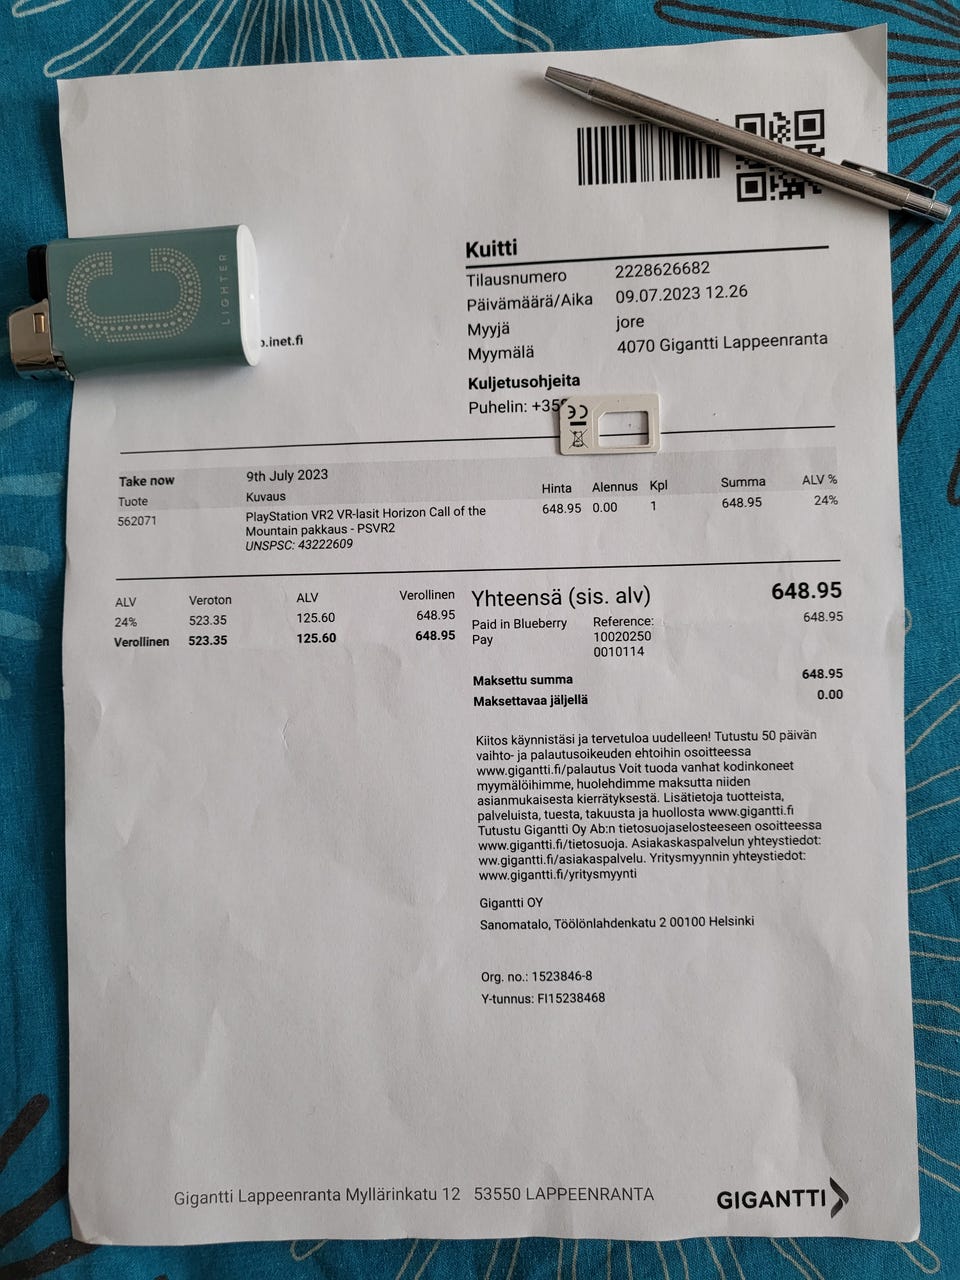 LIGHTER
.inet.fi
Kuitti
Tilausnumero 2228626682
Päivämäärä/Aika 09.07.2023 12.26
Myyjä jore
Myymälä 4070 Gigantti Lappeenranta
Kuljetusohjeita
Puhelin: +35
CE
Take now 9th July 2023
Tuote Kuvaus Hinta Alennus Kpl Summa ALV %
562071 PlayStation VR2 VR-lasit Horizon Call of the 648.95 0.00 1 648.95 24%
Mountain pakkaus - PSVR2
UNSPSC: 43222609
ALV Veroton ALV Verollinen
24% 523.35 125.60 648.95
Verollinen 523.35 125.60 648.95
Yhteensä (sis. alv) 648.95
Paid in Blueberry Reference: 648.95
Pay 10020250
0010114
Maksettu summa 648.95
Maksettavaa jäljellä 0.00
Kiitos käynnistäsi ja tervetuloa uudelleen! Tutustu 50 päivän
vaihto- ja palautusoikeuden ehtoihin osoitteessa
www.gigantti.fi/palautus Voit tuoda vanhat kodinkoneet
myymälöihimme, huolehdimme maksutta niiden
asianmukaisesta kierrätyksestä. Lisätietoja tuotteista,
palveluista, tuesta, takuusta ja huollosta www.gigantti.fi
Tutustu Gigantti Oy Ab:n tietosuojaselosteeseen osoitteessa
www.gigantti.fi/tietosuoja. Asiakaskaspalvelun yhteystiedot:
ww.gigantti.fi/asiakaspalvelu. Yritysmyynnin yhteystiedot:
www.gigantti.fi/yritysmyynti
Gigantti OY
Sanomatalo, Töölönlahdenkatu 2 00100 Helsinki
Org. no.: 1523846-8
Y-tunnus: FI15238468
Gigantti Lappeenranta Myllärinkatu 12 53550 LAPPEENRANTA
GIGANTTI